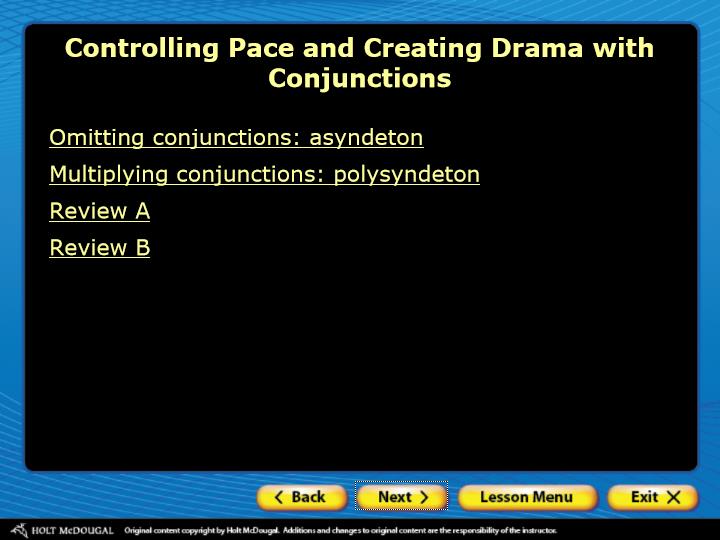 Controlling Pace and Creating Drama with
Conjunctions
Omitting conjunctions: asyndeton
Multiplying conjunctions: polysyndeton
Review A
Review B
Back
Next
Lesson Menu
Exit
HOLT McDOUGAL
Original content copyright by Holt McDougal. Additions and changes to original content are the responsibility of the instructor.